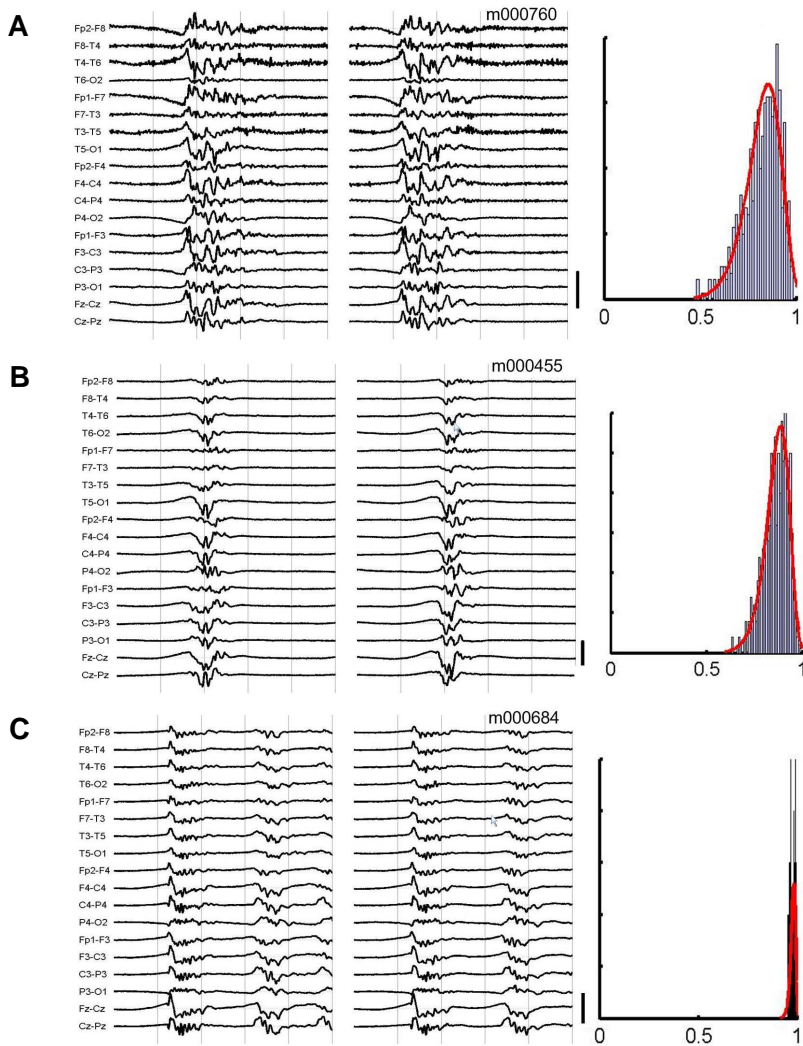 A
m000760
Fp2-F8
F8-T4
T4-T6
T6-O2
Fp1-F7
F7-T3
T3-T5
T5-O1
Fp2-F4
F4-C4
C4-P4
P4-O2
Fp1-F3
F3-C3
C3-P3
P3-O1
Fz-Cz
Cz-Pz
0 0.5 1
B
m000455
Fp2-F8
F8-T4
T4-T6
T6-O2
Fp1-F7
F7-T3
T3-T5
T5-O1
Fp2-F4
F4-C4
C4-P4
P4-O2
Fp1-F3
F3-C3
C3-P3
P3-O1
Fz-Cz
Cz-Pz
0 0.5 1
C
m000684
Fp2-F8
F8-T4
T4-T6
T6-O2
Fp1-F7
F7-T3
T3-T5
T5-O1
Fp2-F4
F4-C4
C4-P4
P4-O2
Fp1-F3
F3-C3
C3-P3
P3-O1
Fz-Cz
Cz-Pz
0 0.5 1